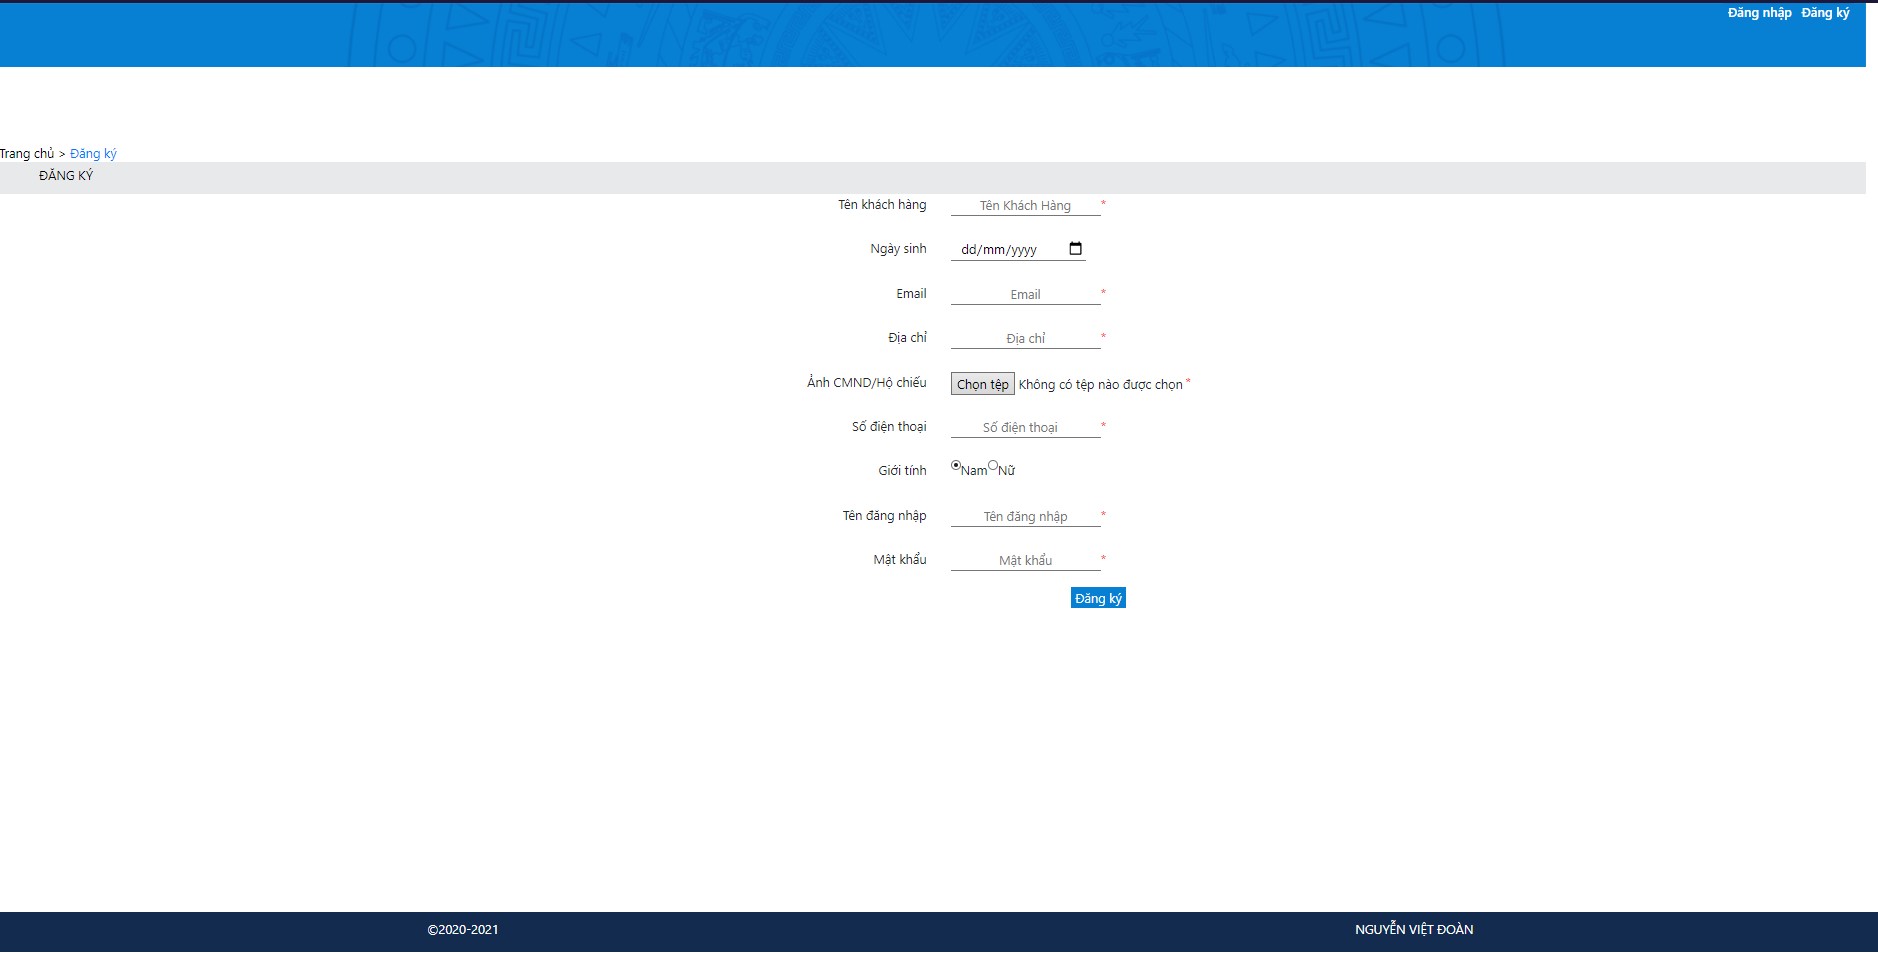 Đăng nhập Đăng ký
Trang chủ > Đăng ký
ĐĂNG KÝ
Tên khách hàng Tên Khách Hàng *
Ngày sinh dd/mm/yyyy
Email Email *
Địa chỉ Địa chỉ *
Ảnh CMND/Hộ chiếu Chọn tệp Không có tệp nào được chọn *
Số điện thoại Số điện thoại *
Giới tính Nam Nữ
Tên đăng nhập Tên đăng nhập *
Mật khẩu Mật khẩu *
Đăng ký
©2020-2021 NGUYỄN VIỆT ĐOÀN